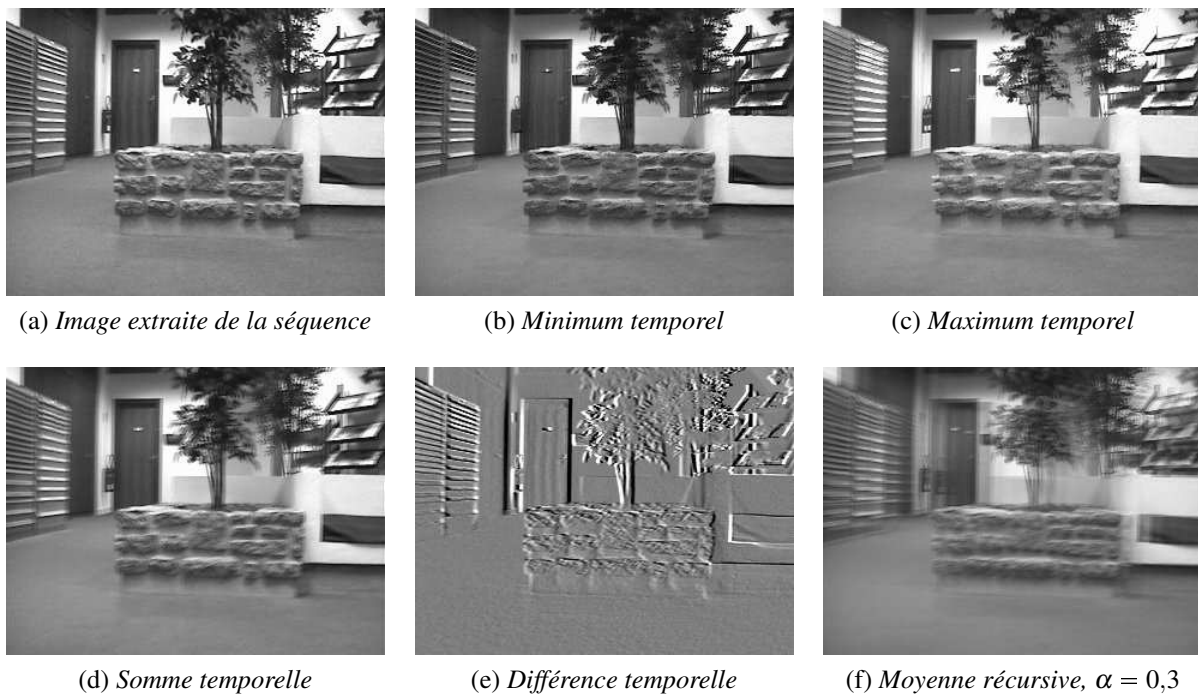 (a) Image extraite de la séquence
(b) Minimum temporel
(c) Maximum temporel
(d) Somme temporelle
(e) Différence temporelle
(f) Moyenne récursive, α = 0,3